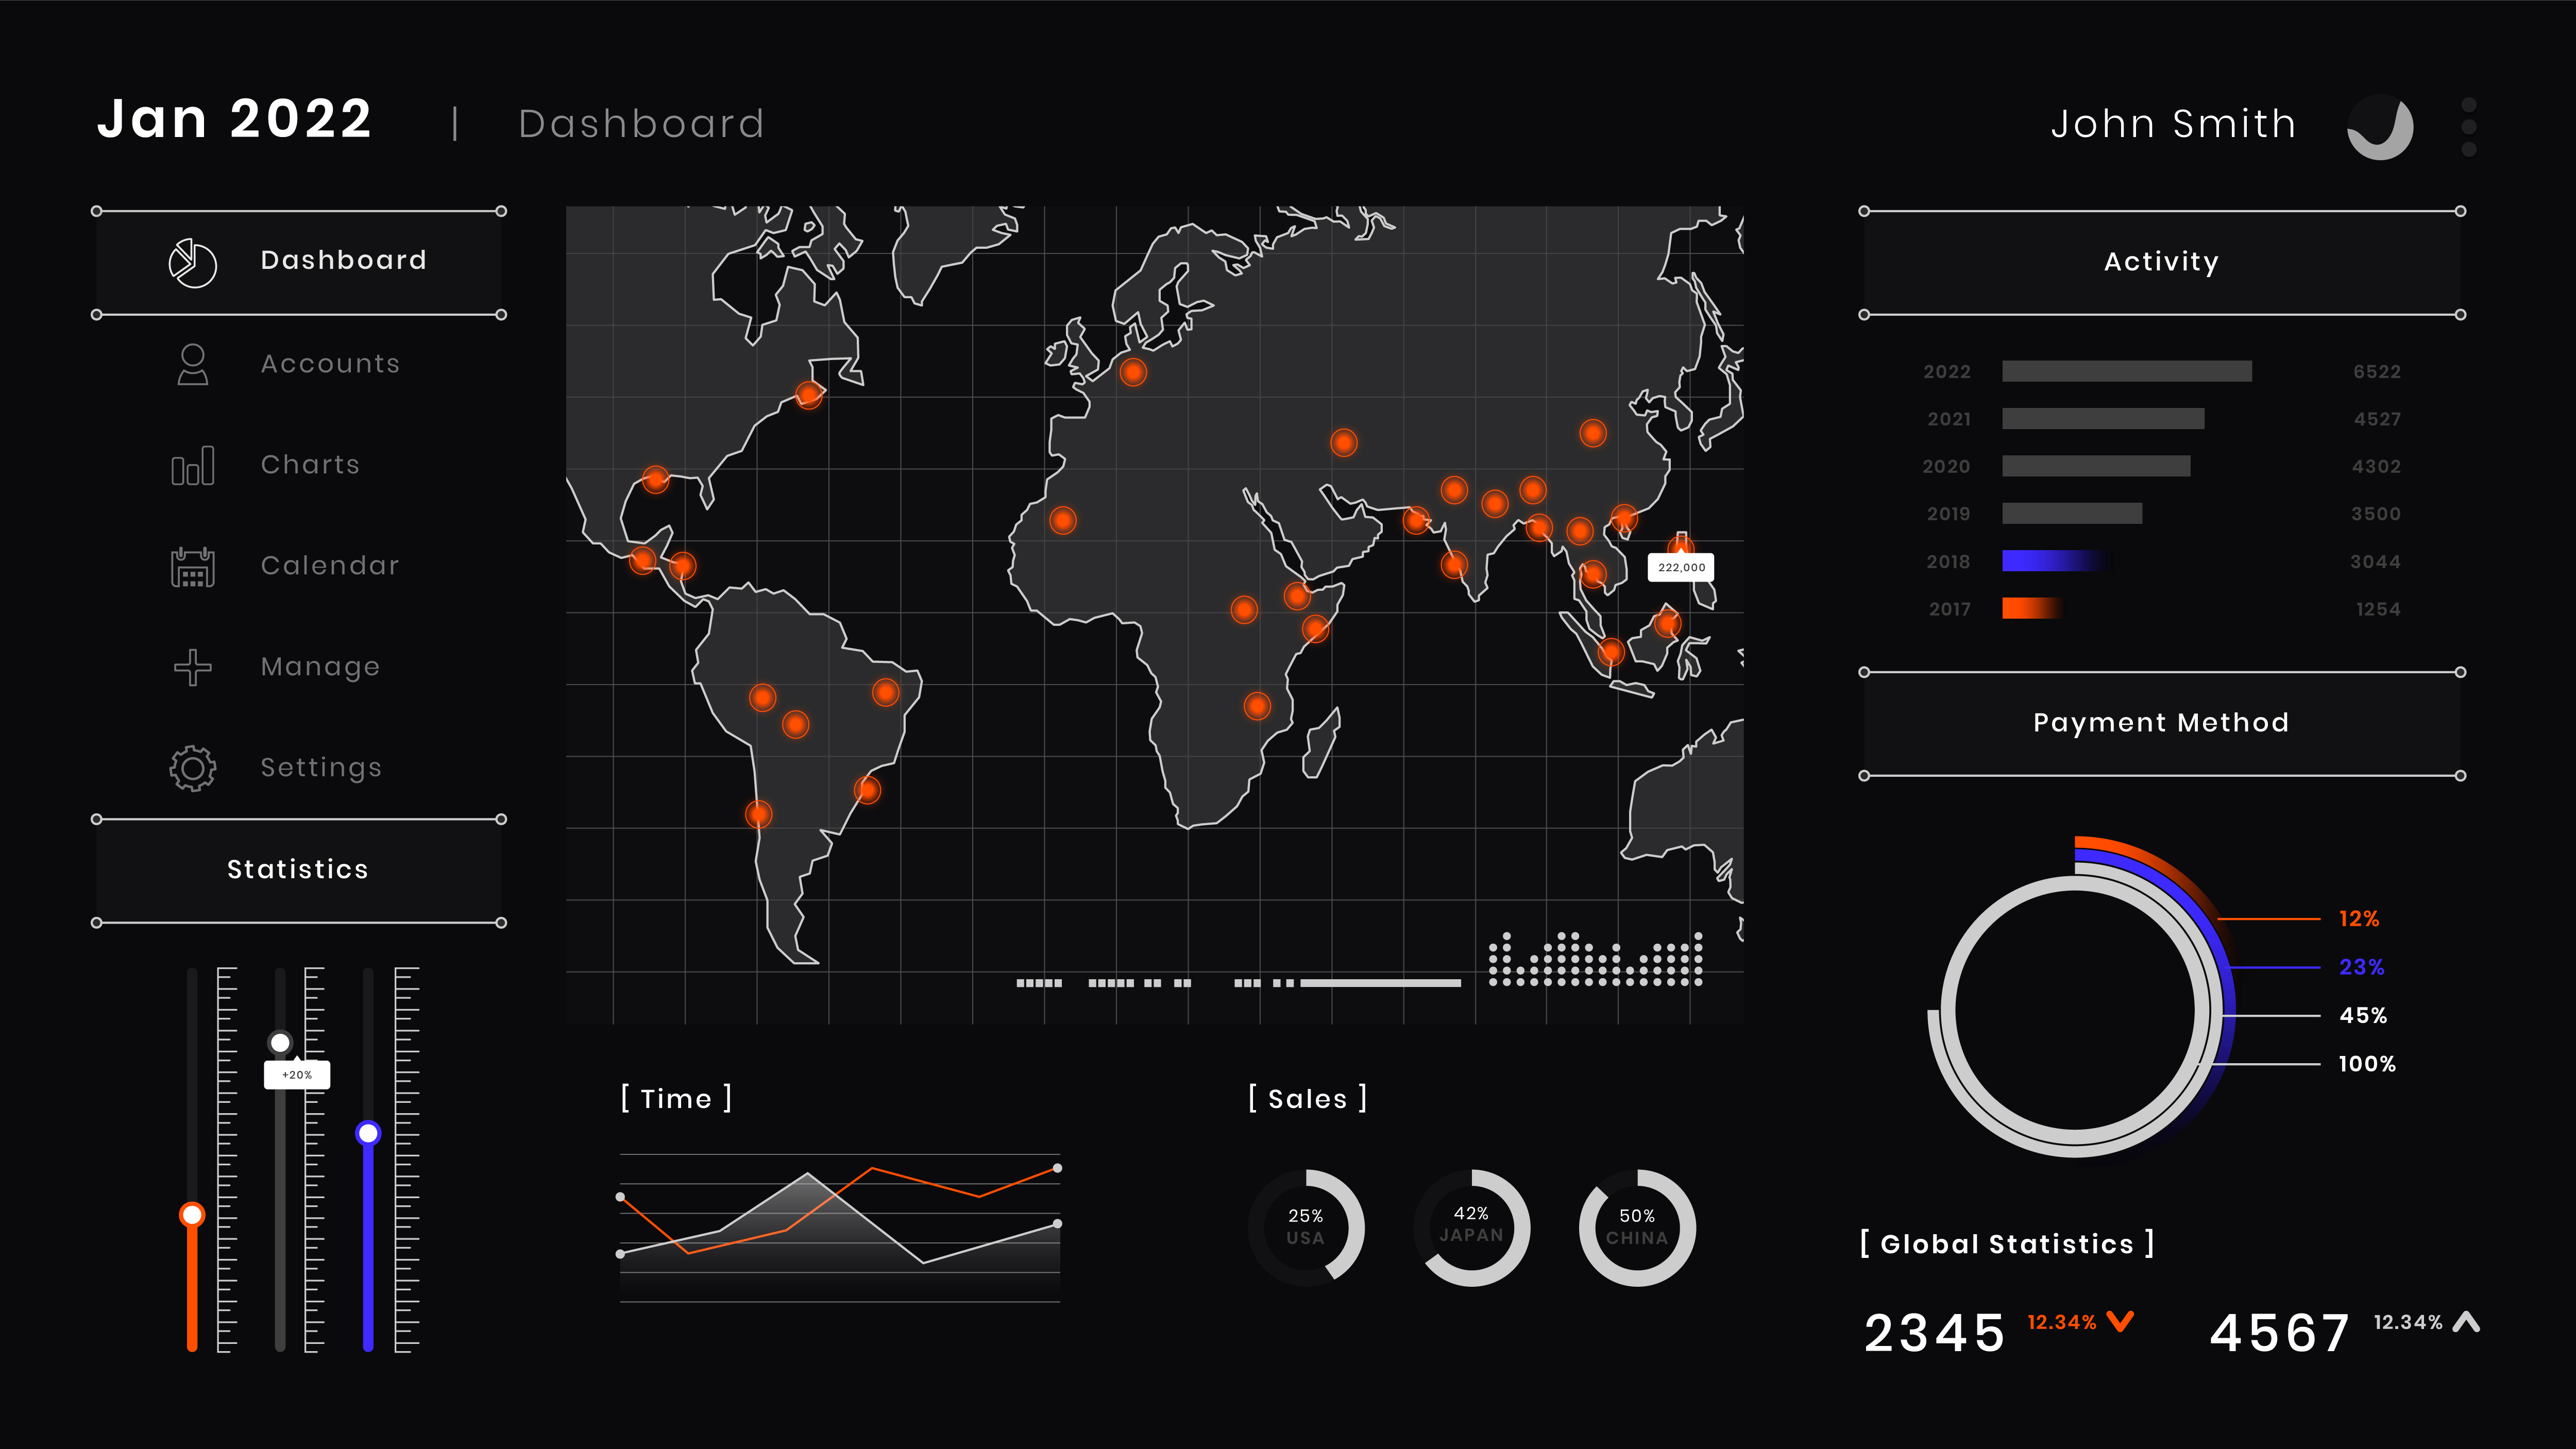 Jan 2022 | Dashboard
John Smith
Dashboard
Accounts
Charts
Calendar
Manage
Settings
Statistics
+20%
222,000
[ Time ]
[ Sales ]
25%
USA
42%
JAPAN
50%
CHINA
Activity
2022 6522
2021 4527
2020 4302
2019 3500
2018 3044
2017 1254
Payment Method
12%
23%
45%
100%
[ Global Statistics ]
2345 12.34%
4567 12.34%